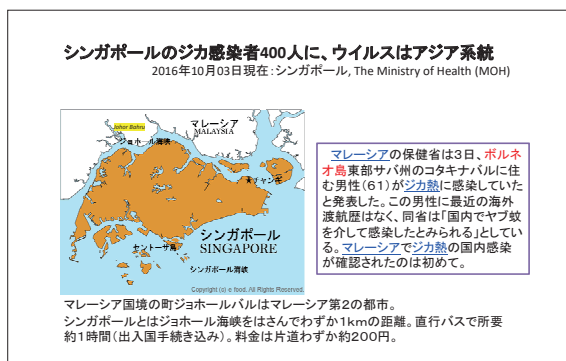 シンガポールのジカ感染者400人に、ウイルスはアジア系統
2016年10月03日現在：シンガポール, The Ministry of Health (MOH)
Johor Bahru
ジョホール海峡
マレーシア
MALAYSIA
チャンギ
シンガポール
SINGAPORE
セントーサ島
シンガポール海峡
Copyright (c) e-food. All Rights Reserved.
マレーシアの保健省は3日、ボルネ
オ島東部サバ州のコタキナバルに住
む男性（61）がジカ熱に感染していた
と発表した。この男性に最近の海外
渡航歴はなく、同省は「国内でヤブ蚊
を介して感染したとみられる」としてい
る。マレーシアでジカ熱の国内感染
が確認されたのは初めて。
マレーシア国境の町ジョホールバルはマレーシア第2の都市。
シンガポールとはジョホール海峡をはさんでわずか1kmの距離。直行バスで所要
約1時間（出入国手続き込み）。料金は片道わずか約200円。